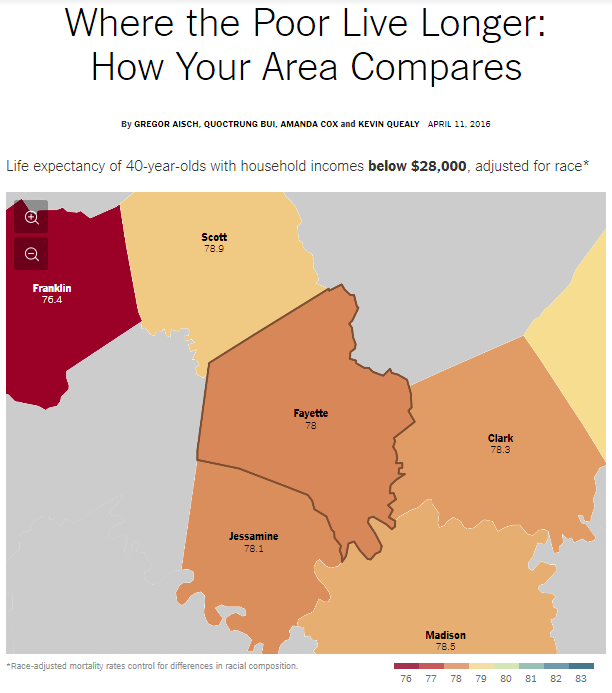 Where the Poor Live Longer:
How Your Area Compares
By GREGOR AISCH, QUOCTRUNG BUI, AMANDA COX and KEVIN QUEALY APRIL 11, 2016
Life expectancy of 40-year-olds with household incomes below $28,000, adjusted for race*
Scott
78.9
Franklin
76.4
Fayette
78
Clark
78.3
Jessamine
78.1
Madison
78.5
*Race-adjusted mortality rates control for differences in racial composition.
76 77 78 79 80 81 82 83